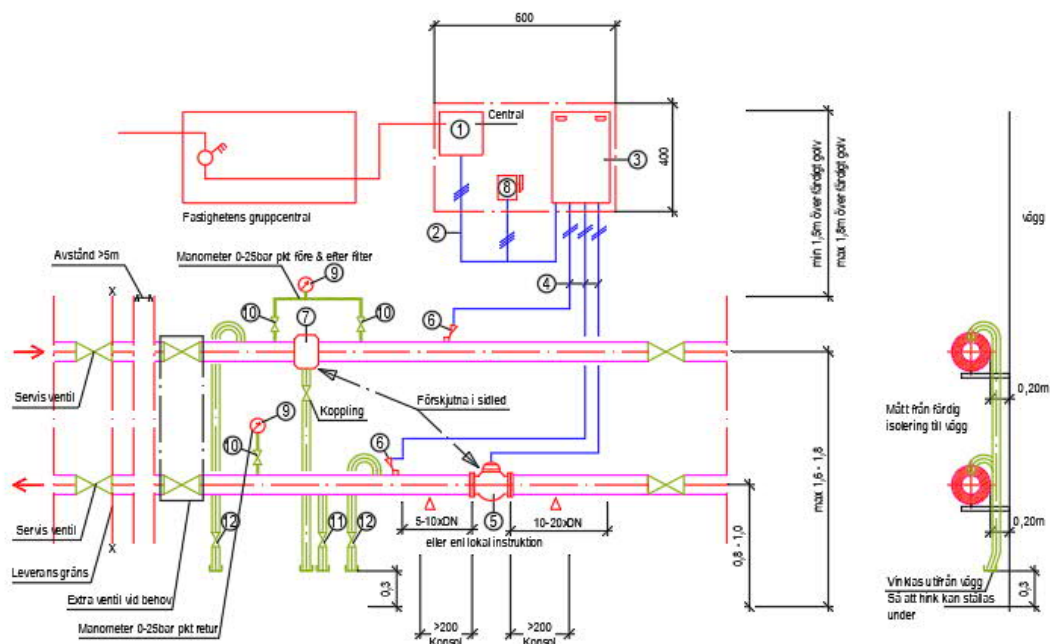 600
Central
1
3
400
8
Fastighetens gruppcentral
2
min 1,5m över färdigt golv
max 1,8m över färdigt golv
vägg
Avstånd >5m
Manometer 0-25bar pkt före & efter filter
9
4
X
10
7
10
6
Servis ventil
Koppling
Förskjutna i sidled
9
0,20m
Mått från färdig
isolering till vägg
10
6
max 1,6 - 1,8
Servis ventil
12
11
12
5-10xDN
5
10-20xDN
0,8 - 1,0
0,20m
eller enl lokal instruktion
X
Leverans gräns
Extra ventil vid behov
0,3
Vinklas utifrån vägg
Så att hink kan ställas
under
0,3
Manometer 0-25bar pkt retur
>200
Konsol
>200
Konsol